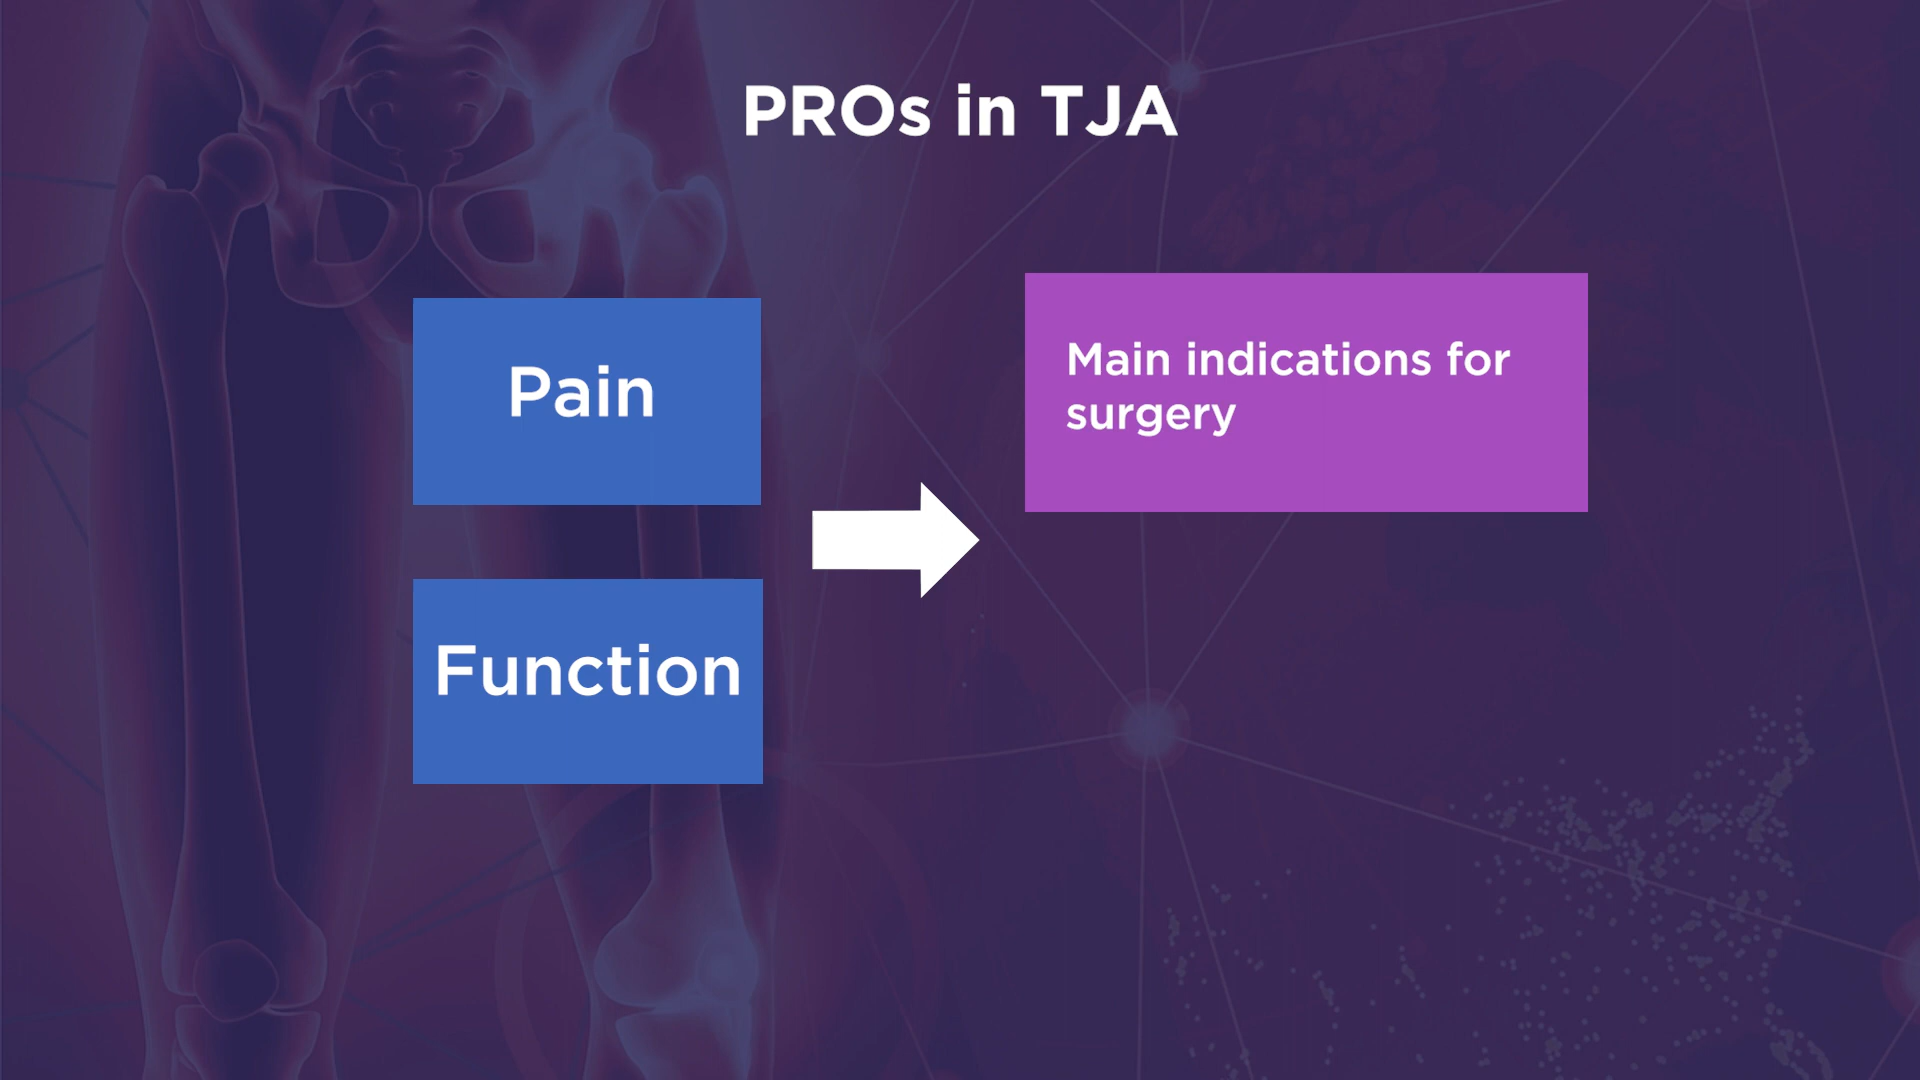 PROs in TJA
Pain
Function
Main indications for
surgery